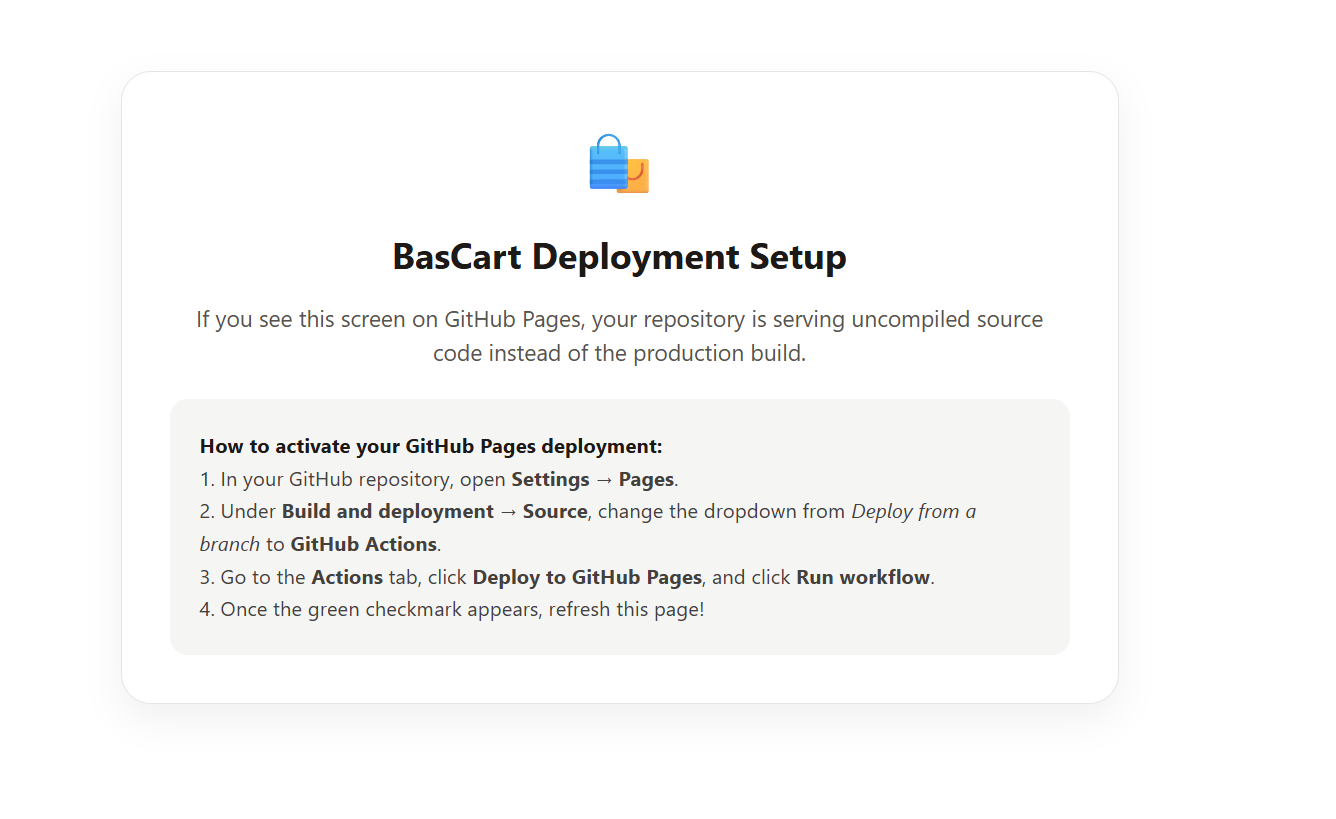 BasCart Deployment Setup
If you see this screen on GitHub Pages, your repository is serving uncompiled source
code instead of the production build.
How to activate your GitHub Pages deployment:
1. In your GitHub repository, open Settings → Pages.
2. Under Build and deployment → Source, change the dropdown from Deploy from a
branch to GitHub Actions.
3. Go to the Actions tab, click Deploy to GitHub Pages, and click Run workflow.
4. Once the green checkmark appears, refresh this page!